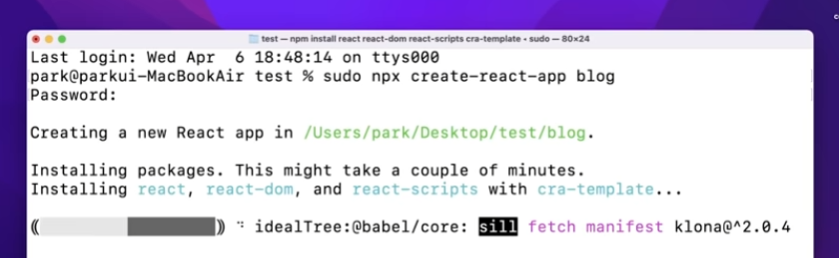 test — npm install react react-dom react-scripts cra-template • sudo — 80×24
Last login: Wed Apr  6 18:48:14 on ttys000
park@parkui-MacBookAir test % sudo npx create-react-app blog
Password:
Creating a new React app in /Users/park/Desktop/test/blog.
Installing packages. This might take a couple of minutes.
Installing react, react-dom, and react-scripts with cra-template...
idealTree:@babel/core: sill fetch manifest klona@^2.0.4